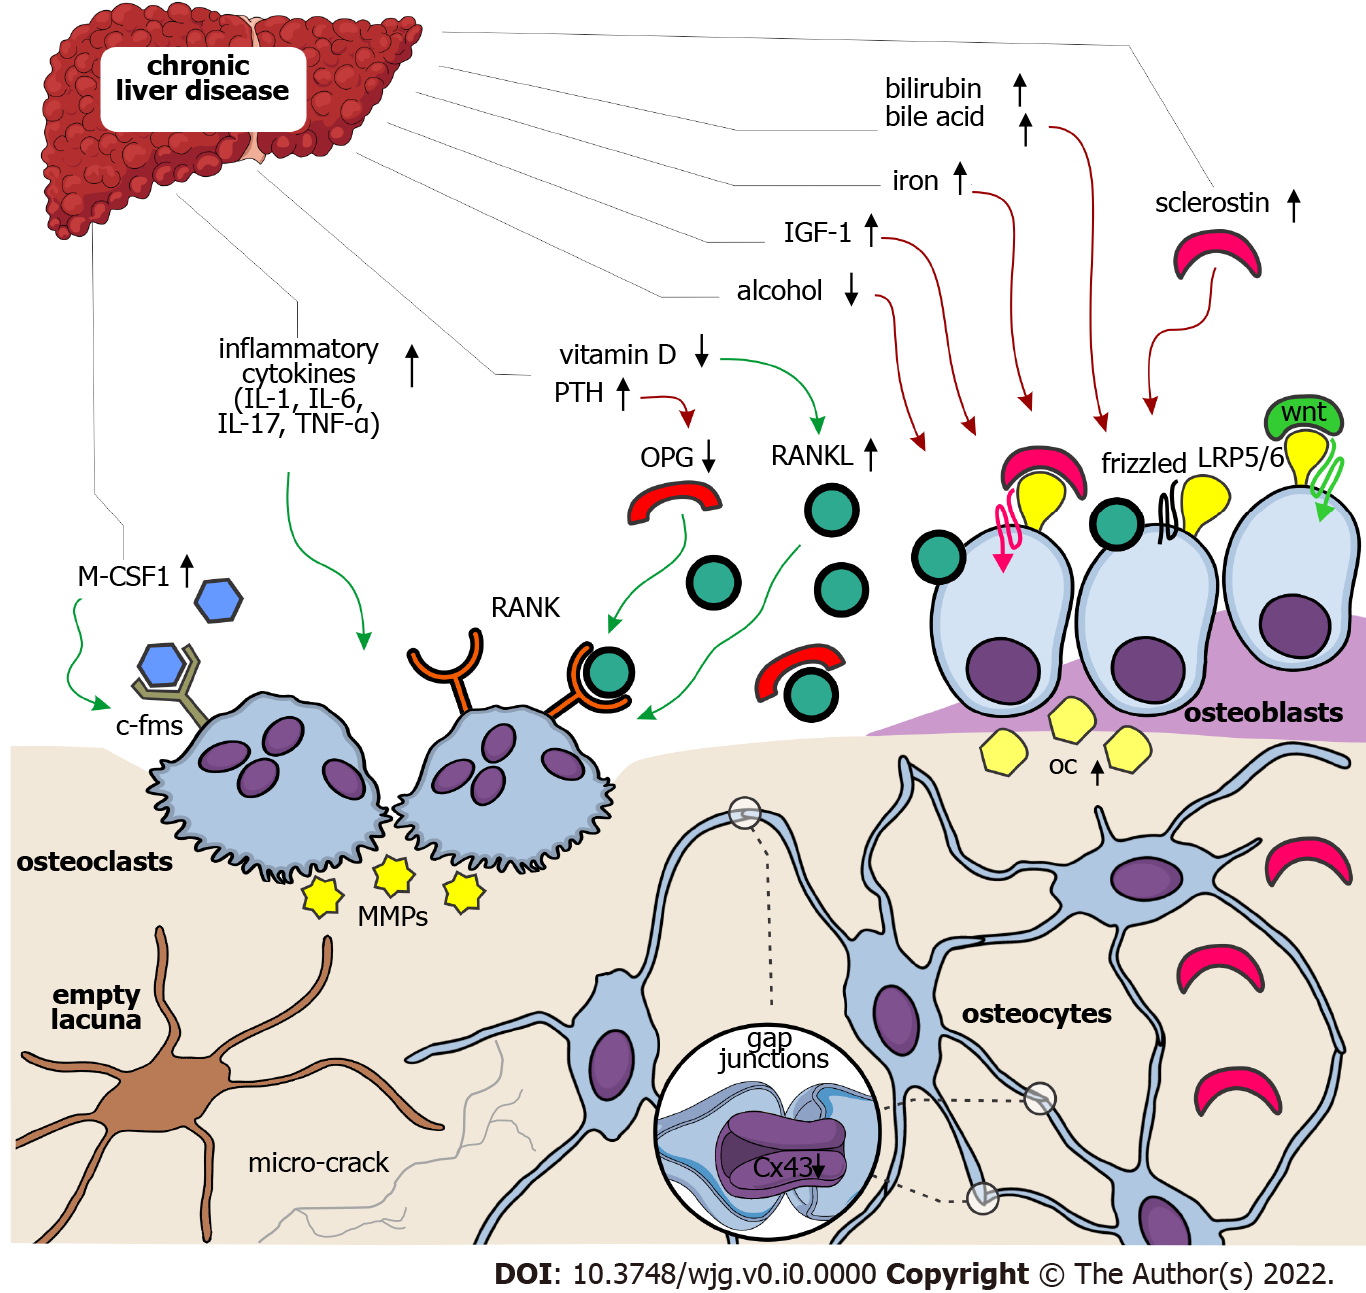 chronic
liver disease
bilirubin ↑
bile acid ↑
iron ↑
sclerostin ↑
IGF-1 ↑
alcohol ↓
inflammatory ↑
cytokines
(IL-1, IL-6,
IL-17, TNF-α)
vitamin D ↓
PTH ↑
OPG ↓
RANKL ↑
wnt
frizzled
LRP5/6
M-CSF1 ↑
RANK
c-fms
osteoblasts
oc ↑
osteoclasts
MMPs
empty
lacuna
osteocytes
gap
junctions
micro-crack
Cx43 ↓
DOI: 10.3748/wjg.v0.i0.0000 Copyright © The Author(s) 2022.